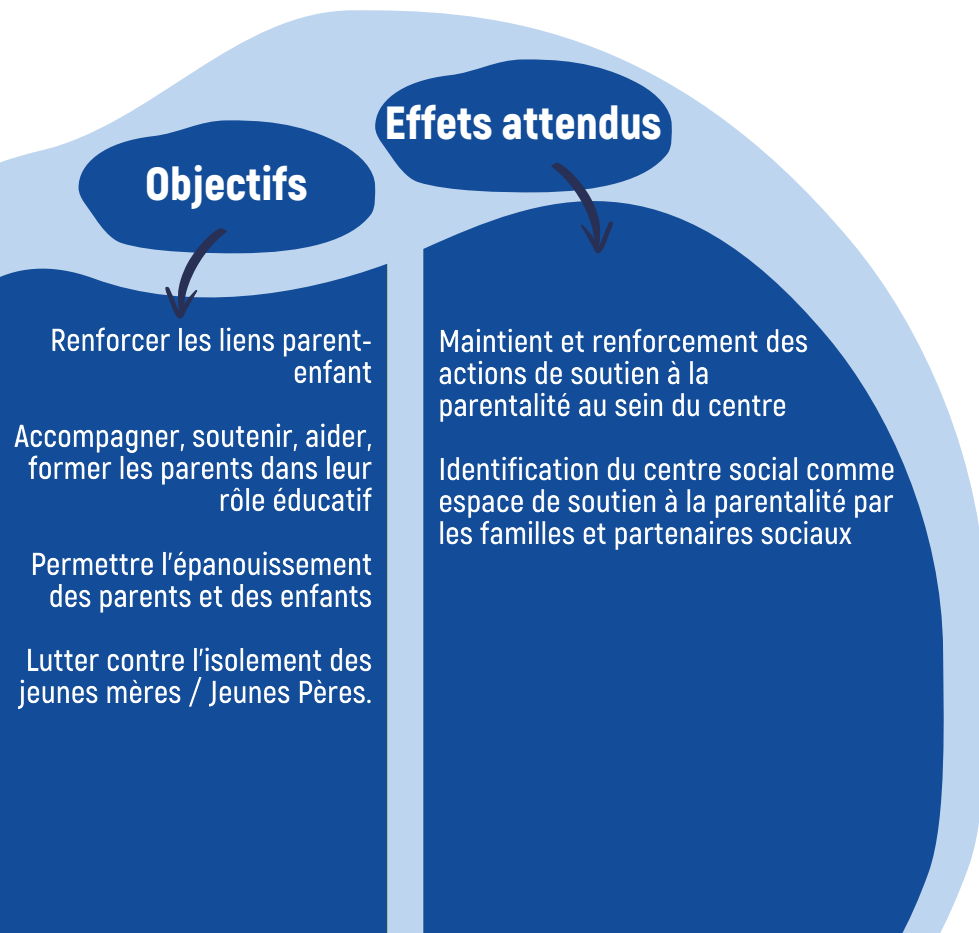 Objectifs
Renforcer les liens parent-
enfant
Accompagner, soutenir, aider,
former les parents dans leur
rôle éducatif
Permettre l'épanouissement
des parents et des enfants
Lutter contre l'isolement des
jeunes mères / Jeunes Pères.
Effets attendus
Maintient et renforcement des
actions de soutien à la
parentalité au sein du centre
Identification du centre social comme
espace de soutien à la parentalité par
les familles et partenaires sociaux